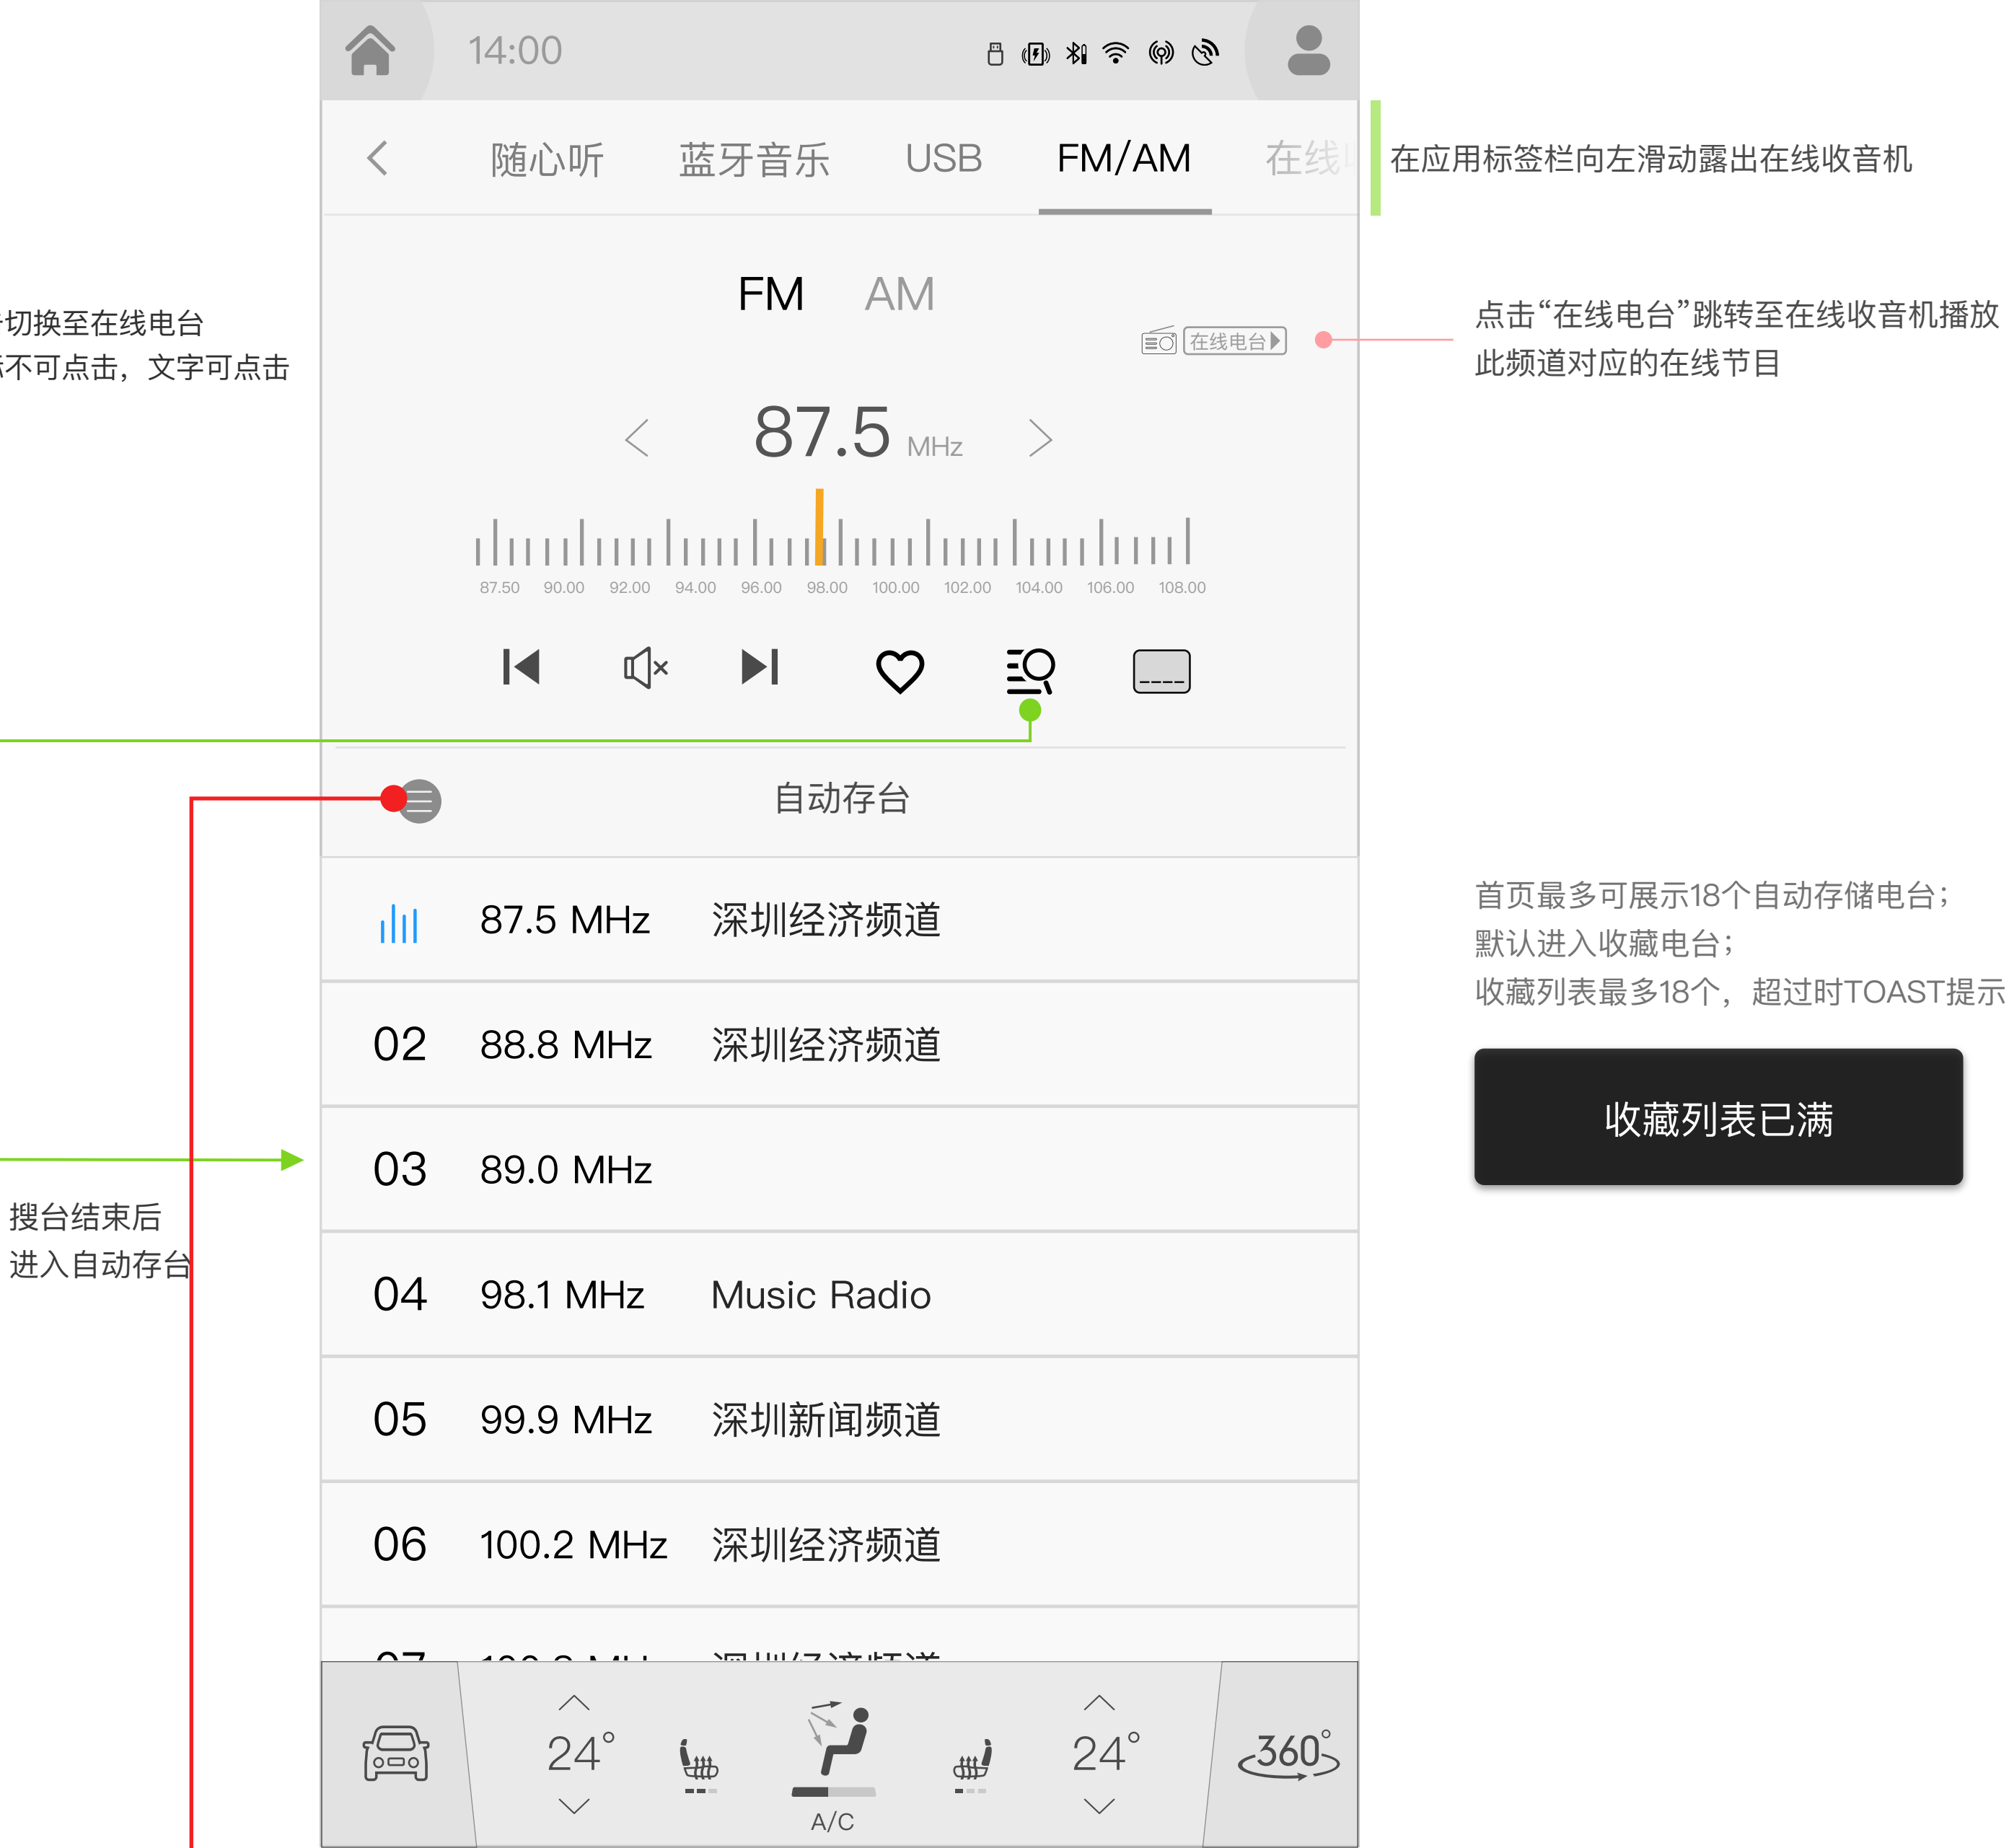 14:00
随心听 蓝牙音乐 USB FM/AM 在线
在应用标签栏向左滑动露出在线收音机
FM AM
切换至在线电台
不可点击，文字可点击
在线电台
点击“在线电台”跳转至在线收音机播放
此频道对应的在线节目
87.5 MHz
87.50 90.00 92.00 94.00 96.00 98.00 100.00 102.00 104.00 106.00 108.00
自动存台
87.5 MHz 深圳经济频道
首页最多可展示18个自动存储电台；
默认进入收藏电台；
收藏列表最多18个，超过时TOAST提示
02 88.8 MHz 深圳经济频道
收藏列表已满
03 89.0 MHz
搜台结束后
进入自动存台
04 98.1 MHz Music Radio
05 99.9 MHz 深圳新闻频道
06 100.2 MHz 深圳经济频道
07 MHz 深圳经济频道
24° 24° 360°
A/C